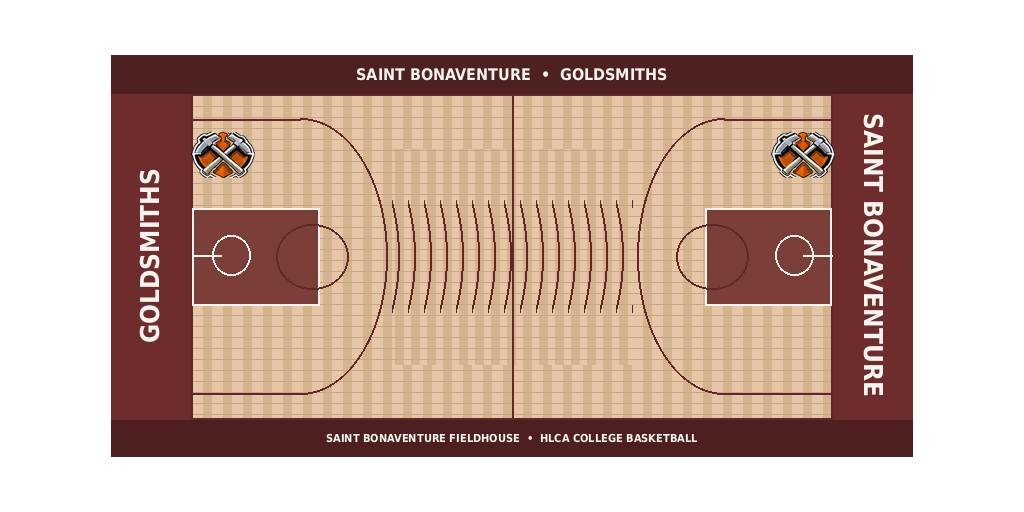 SAINT BONAVENTURE • GOLDSMITHS
GOLDSMITHS
SAINT BONAVENTURE
SAINT BONAVENTURE FIELDHOUSE • HLCA COLLEGE BASKETBALL